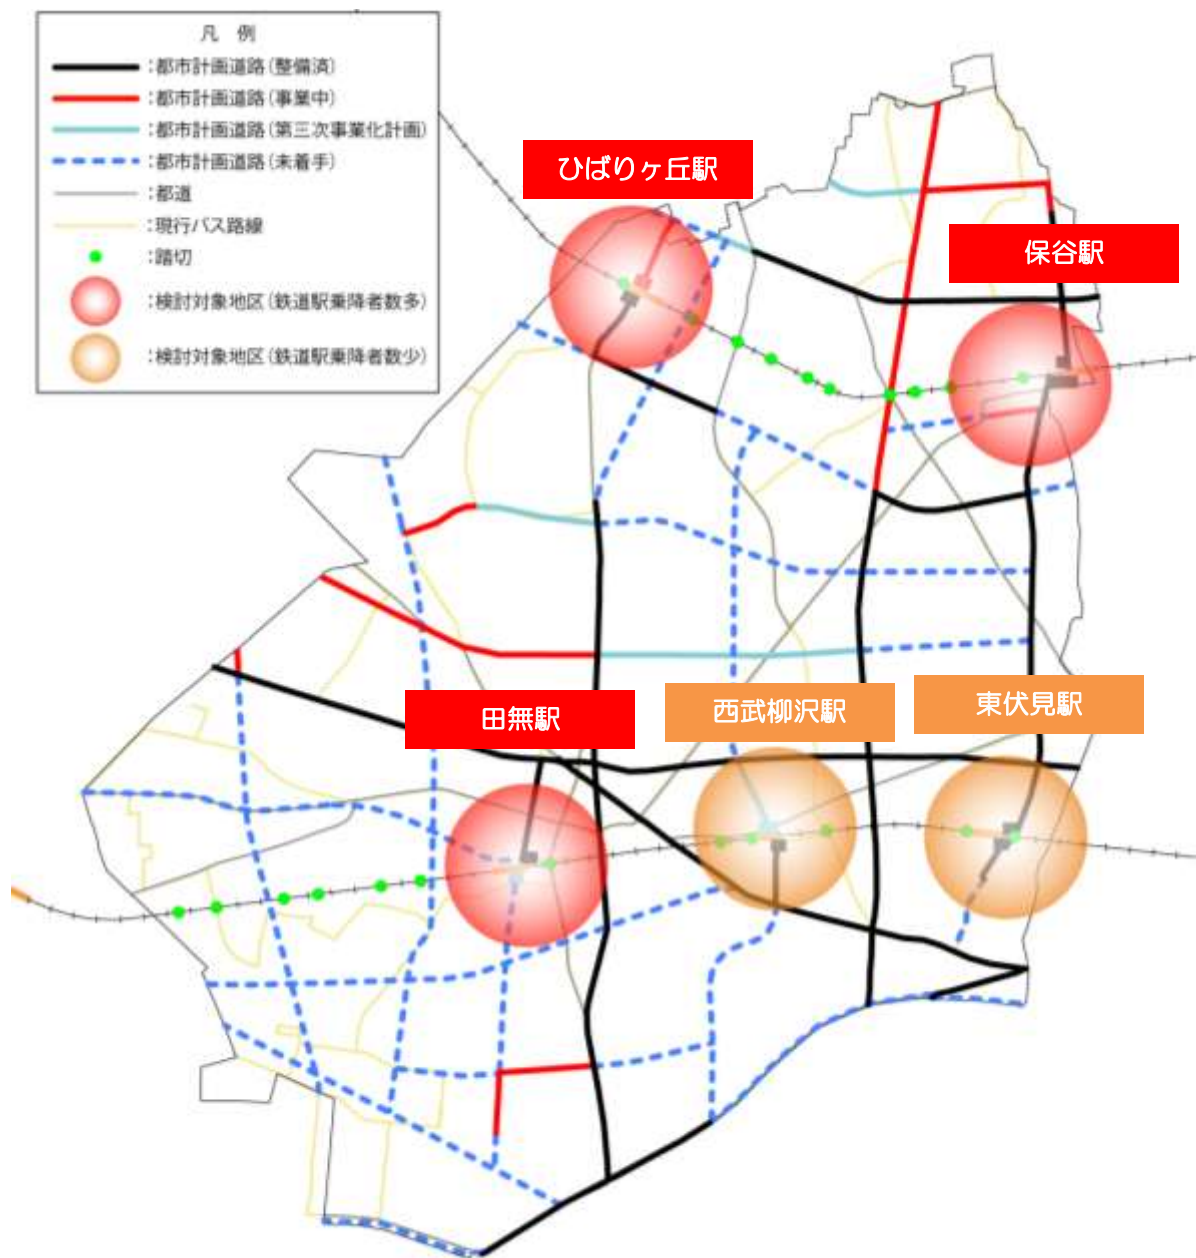 凡 例
:都市計画道路(整備済)
:都市計画道路(事業中)
:都市計画道路(第三次事業化計画)
:都市計画道路(未着手)
:都道
:現行バス路線
:踏切
:検討対象地区(鉄道駅乗降者数多)
:検討対象地区(鉄道駅乗降者数少)
ひばりヶ丘駅
保谷駅
田無駅
西武柳沢駅
東伏見駅